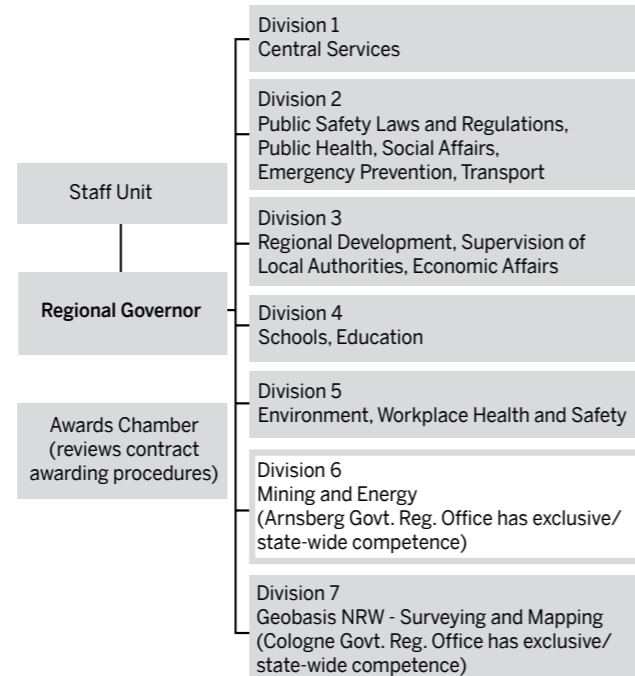 Staff Unit
Regional Governor
Awards Chamber
(reviews contract
awarding procedures)
Division 1
Central Services
Division 2
Public Safety Laws and Regulations,
Public Health, Social Affairs,
Emergency Prevention, Transport
Division 3
Regional Development, Supervision of
Local Authorities, Economic Affairs
Division 4
Schools, Education
Division 5
Environment, Workplace Health and Safety
Division 6
Mining and Energy
(Arnsberg Govt. Reg. Office has exclusive/
state-wide competence)
Division 7
Geobasis NRW - Surveying and Mapping
(Cologne Govt. Reg. Office has exclusive/
state-wide competence)